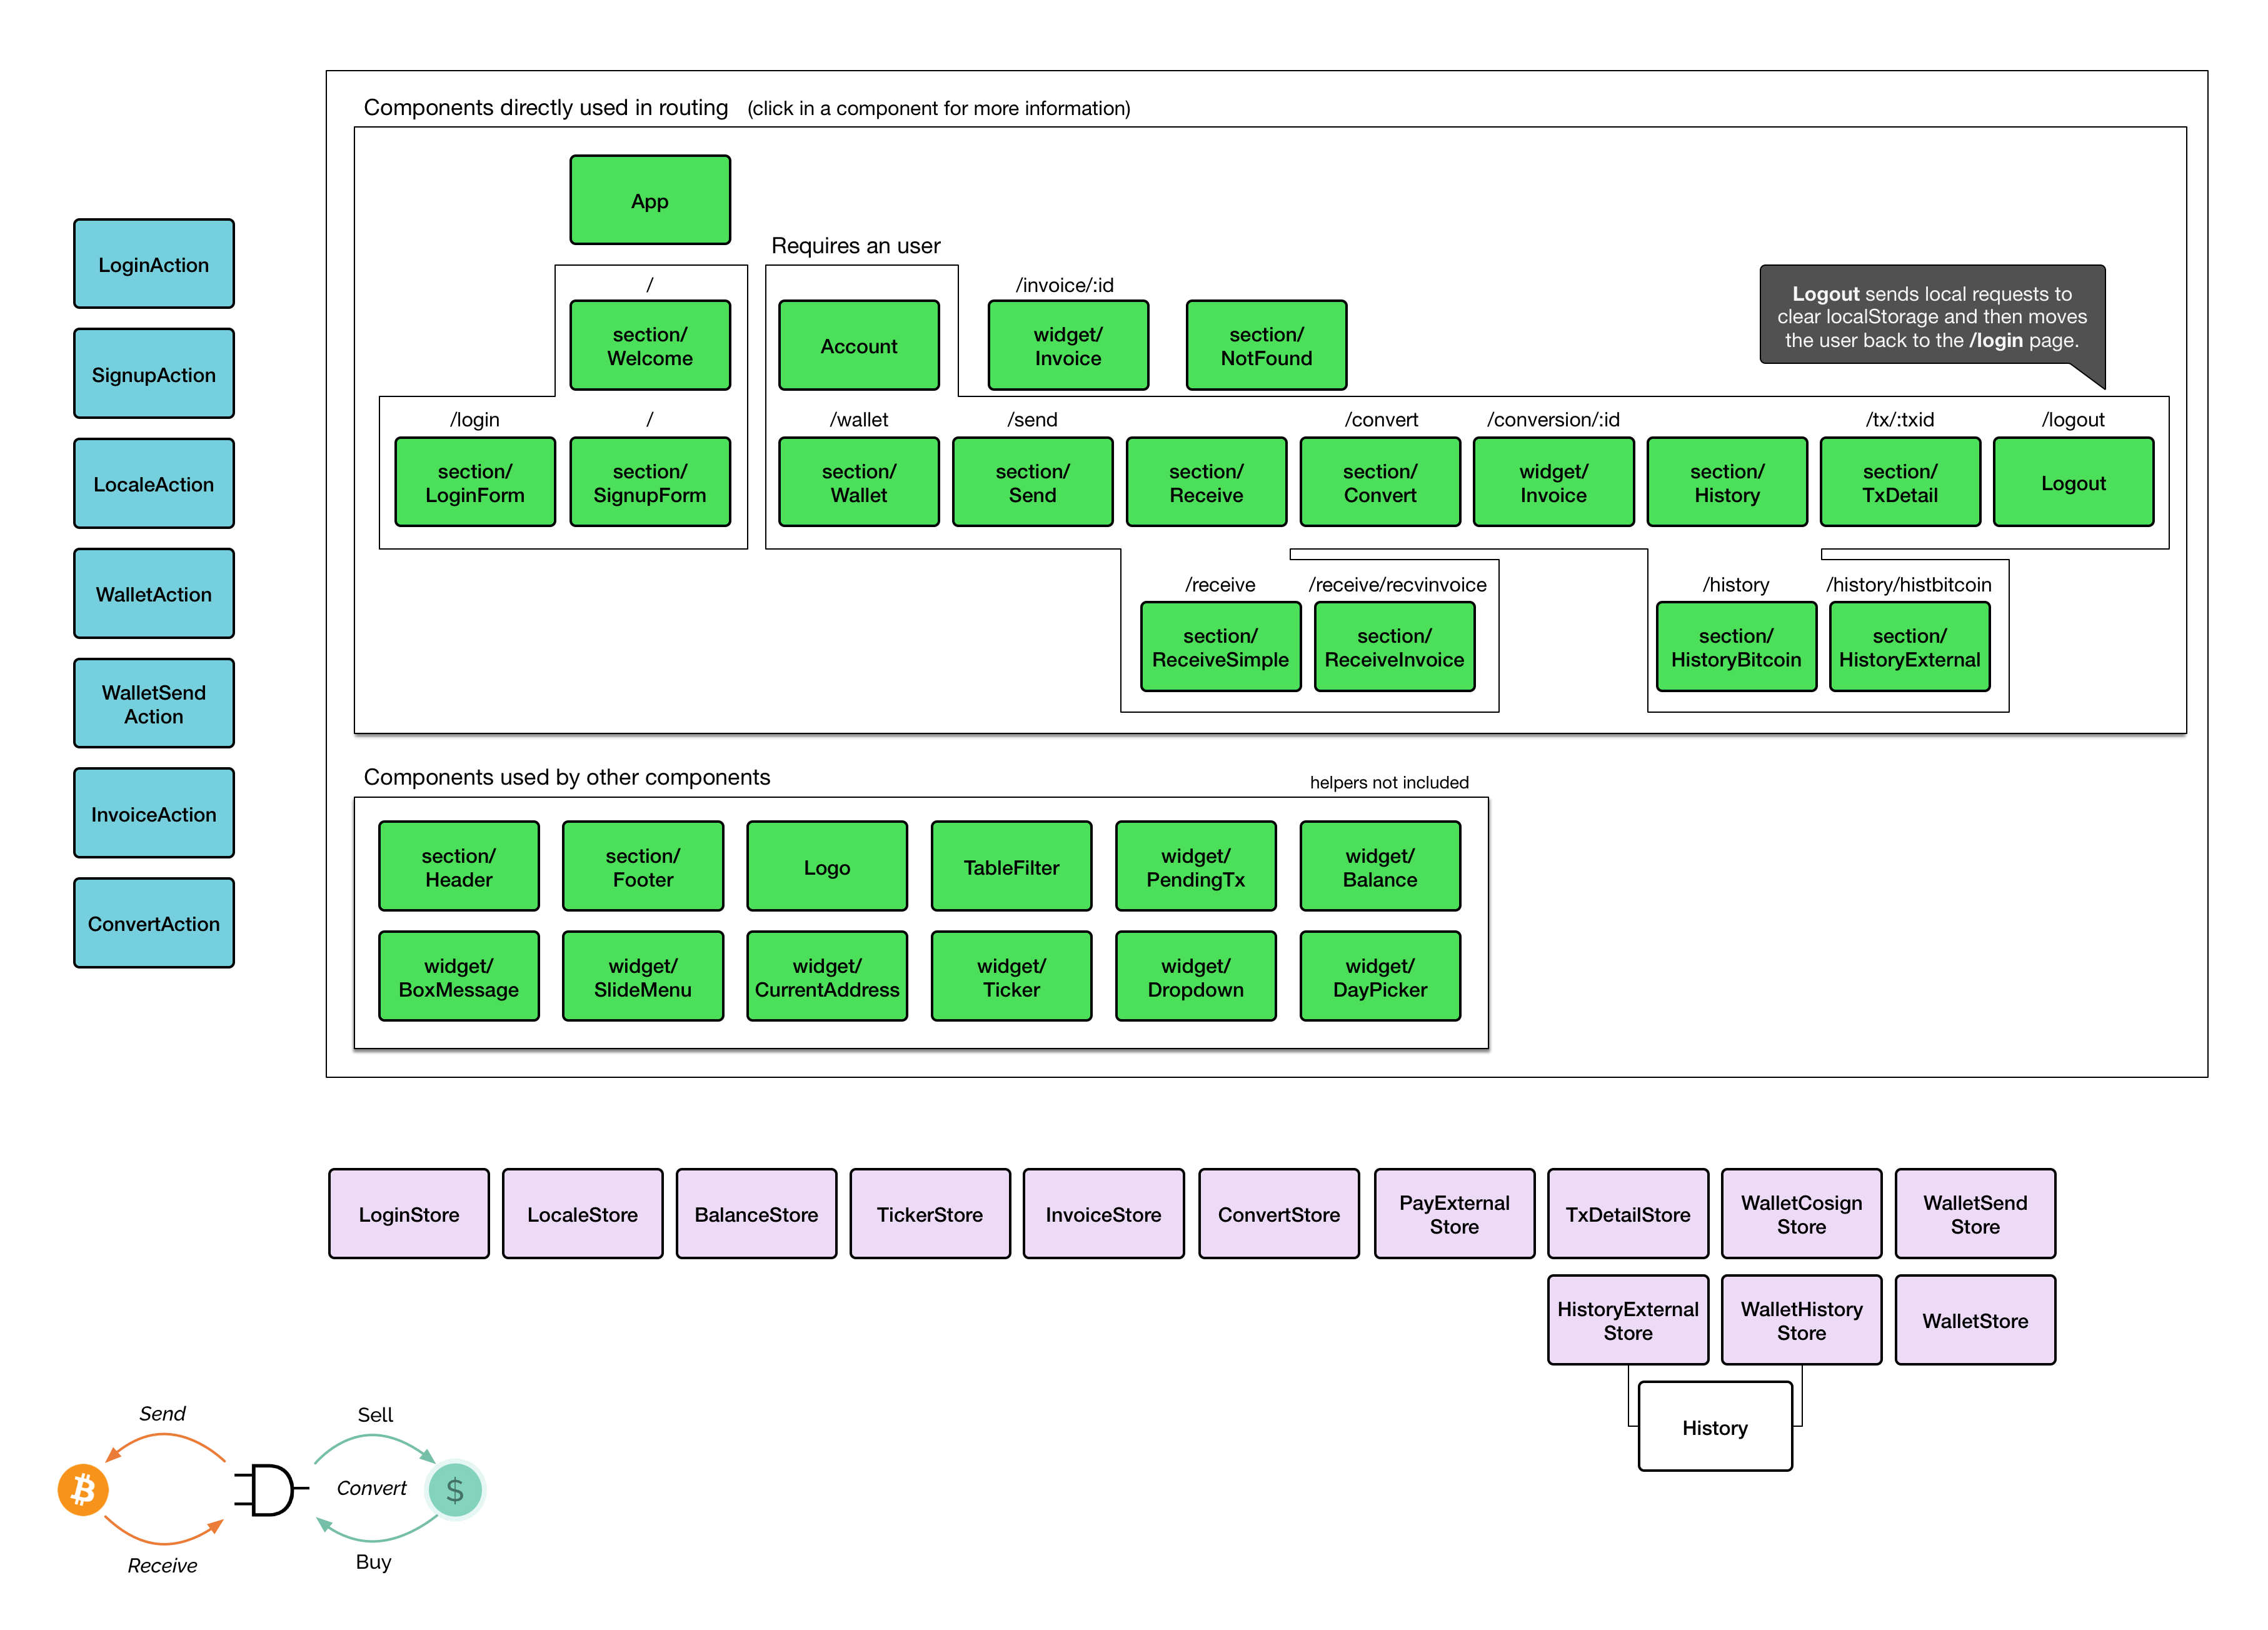 Components directly used in routing (click in a component for more information)
App
LoginAction
SignupAction
LocaleAction
WalletAction
WalletSend
Action
InvoiceAction
ConvertAction
Requires an user
/
section/
Welcome
Account
/invoice/:id
widget/
Invoice
section/
NotFound
Logout sends local requests to
clear localStorage and then moves
the user back to the /login page.
/login
section/
LoginForm
/
section/
SignupForm
/wallet
section/
Wallet
/send
section/
Send
section/
Receive
/convert
section/
Convert
/conversion/:id
widget/
Invoice
section/
History
/tx/:txid
section/
TxDetail
/logout
Logout
/receive
section/
ReceiveSimple
/receive/recvinvoice
section/
ReceiveInvoice
/history
section/
HistoryBitcoin
/history/histbitcoin
section/
HistoryExternal
Components used by other components
helpers not included
section/
Header
section/
Footer
Logo
TableFilter
widget/
PendingTx
widget/
Balance
widget/
BoxMessage
widget/
SlideMenu
widget/
CurrentAddress
widget/
Ticker
widget/
Dropdown
widget/
DayPicker
LoginStore
LocaleStore
BalanceStore
TickerStore
InvoiceStore
ConvertStore
PayExternal
Store
TxDetailStore
WalletCosign
Store
WalletSend
Store
HistoryExternal
Store
WalletHistory
Store
WalletStore
History
Send
Receive
Sell
Convert
$
Buy